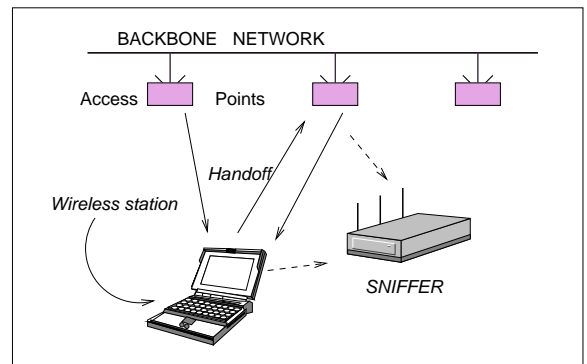 BACKBONE NETWORK
Access Points
Handoff
Wireless station
SNIFFER